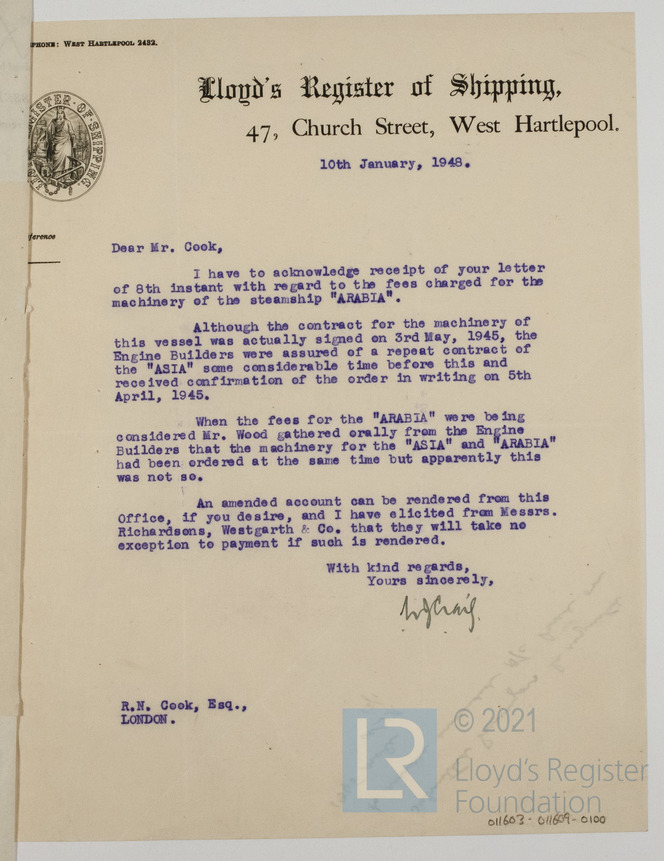 PHONE: WEST HARTLEPOOL 2482.
Lloyd's Register of Shipping,
47, Church Street, West Hartlepool.
10th January, 1948.
REGISTER OF SHIPPING
ference
Dear Mr. Cook,
I have to acknowledge receipt of your letter
of 8th instant with regard to the fees charged for the
machinery of the steamship "ARABIA".
Although the contract for the machinery of
this vessel was actually signed on 3rd May, 1945, the
Engine Builders were assured of a repeat contract of
the "ASIA" some considerable time before this and
received confirmation of the order in writing on 5th
April, 1945.
When the fees for the "ARABIA" were being
considered Mr. Wood gathered orally from the Engine
Builders that the machinery for the "ASIA" and "ARABIA"
had been ordered at the same time but apparently this
was not so.
An amended account can be rendered from this
Office, if you desire, and I have elicited from Messrs.
Richardsons, Westgarth & Co. that they will take no
exception to payment if such is rendered.
With kind regards,
Yours sincerely,
R.N. Cook, Esq.,
LONDON.
LR
© 2021
Lloyd's Register
Foundation
011603-011609-0100